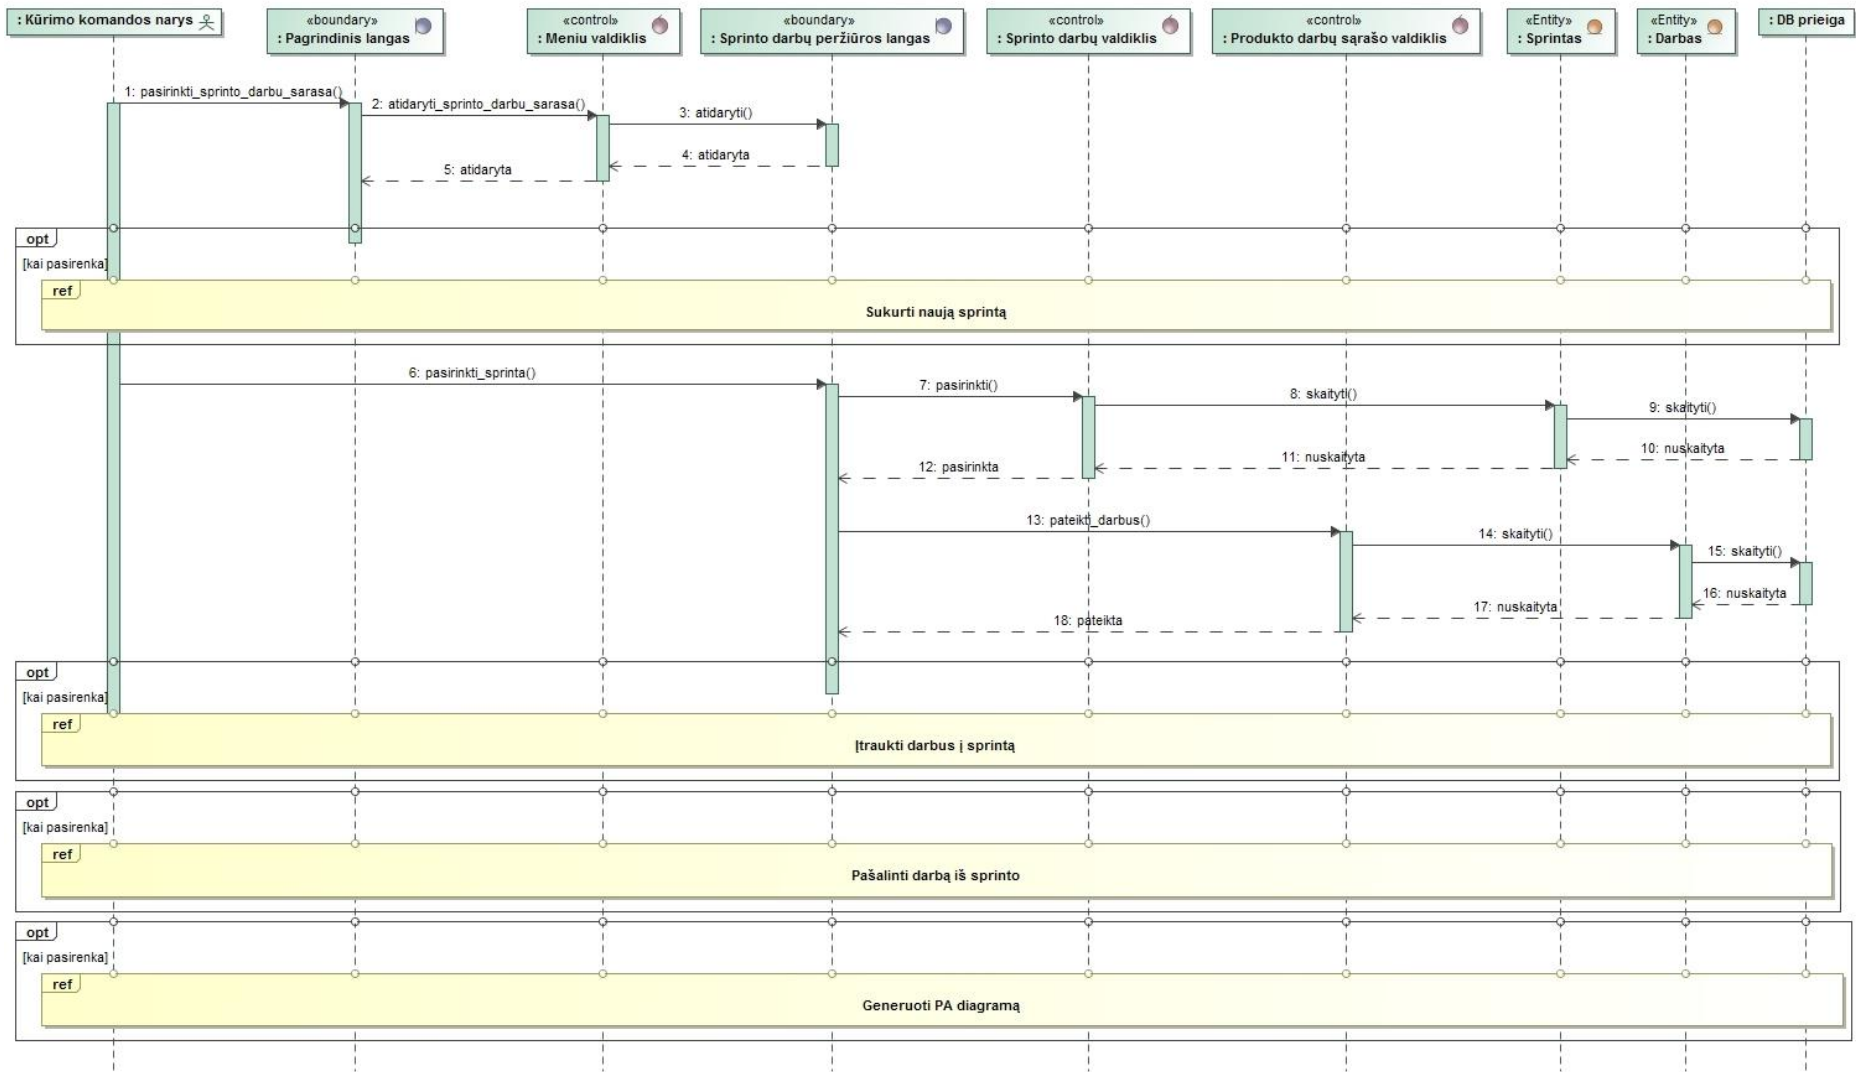 : Kūrimo komandos narys
«boundary»
: Pagrindinis langas
«control»
: Meniu valdiklis
«boundary»
: Sprinto darbų peržiūros langas
«control»
: Sprinto darbų valdiklis
«control»
: Produkto darbų sąrašo valdiklis
«Entity»
: Sprintas
«Entity»
: Darbas
: DB prieiga
1: pasirinkti_sprinto_darbu_sarasa()
2: atidaryti_sprinto_darbu_sarasa()
3: atidaryti()
4: atidaryta
5: atidaryta
opt
[kai pasirenka]
ref
Sukurti naują sprintą
6: pasirinkti_sprinta()
7: pasirinkti()
8: skaityti()
9: skaityti()
10: nuskaityta
11: nuskaityta
12: pasirinkta
13: pateikti_darbus()
14: skaityti()
15: skaityti()
16: nuskaityta
17: nuskaityta
18: pateikta
opt
[kai pasirenka]
ref
Įtraukti darbus į sprintą
opt
[kai pasirenka]
ref
Pašalinti darbą iš sprinto
opt
[kai pasirenka]
ref
Generuoti PA diagramą